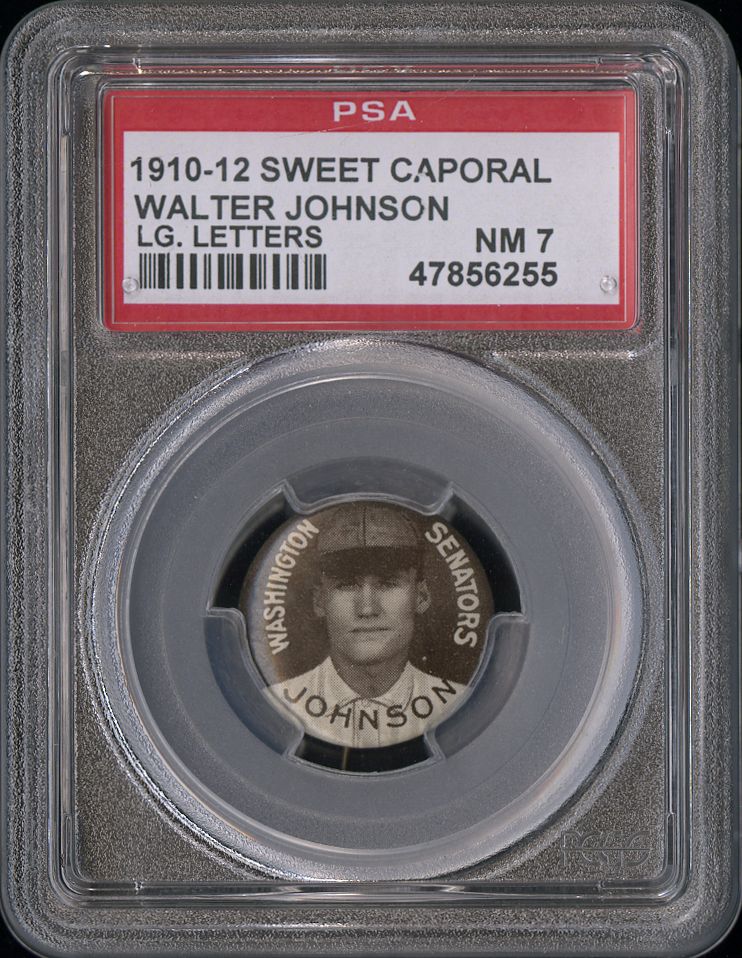 PSA
1910-12 SWEET CAPORAL
WALTER JOHNSON
LG. LETTERS
NM 7
47856255
WASHINGTON
SENATORS
JOHNSON